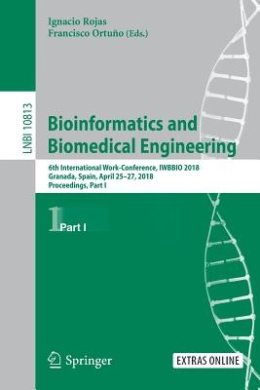 Ignacio Rojas
Francisco Ortuño (Eds.)
LNBI 10813
Bioinformatics and
Biomedical Engineering
6th International Work-Conference, IWBBIO 2018
Granada, Spain, April 25–27, 2018
Proceedings, Part I
1
Part I
Springer
EXTRAS ONLINE